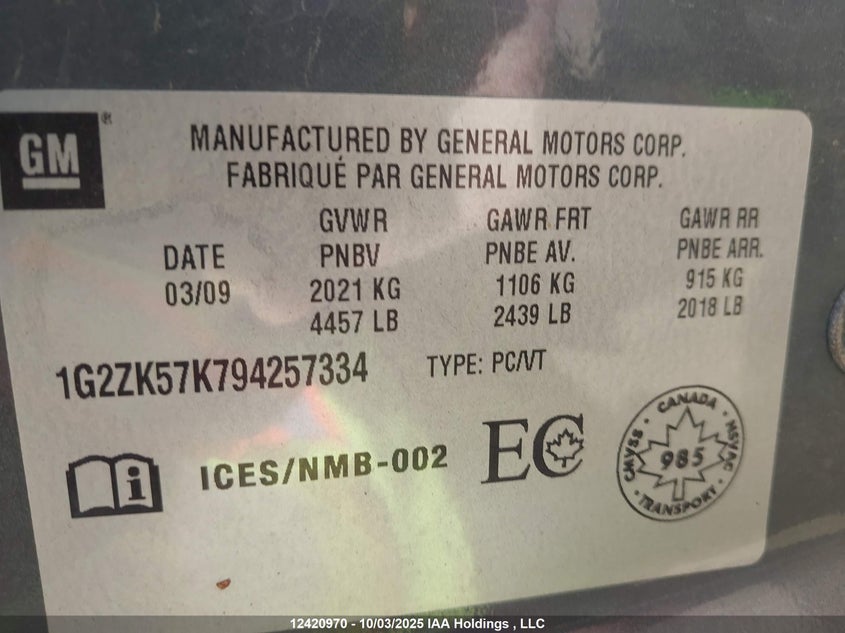 GM®
MANUFACTURED BY GENERAL MOTORS CORP.
FABRIQUÉ PAR GENERAL MOTORS CORP.
GVWR GAWR FRT GAWR RR
DATE PNBV PNBE AV. PNBE ARR.
03/09 2021 KG 1106 KG 915 KG
4457 LB 2439 LB 2018 LB
1G2ZK57K794257334 TYPE: PC/VT
i ICES/NMB-002 EC
CANADA
CMVSS 985 NSVAC
TRANSPORT
12420970 - 10/03/2025 IAA Holdings , LLC